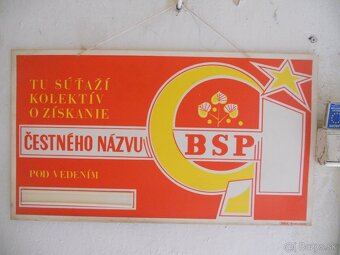 TU SÚŤAŽÍ
KOLEKTÍV
O ZÍSKANIE
ČESTNÉHO NÁZVU
BSP
POD VEDENÍM